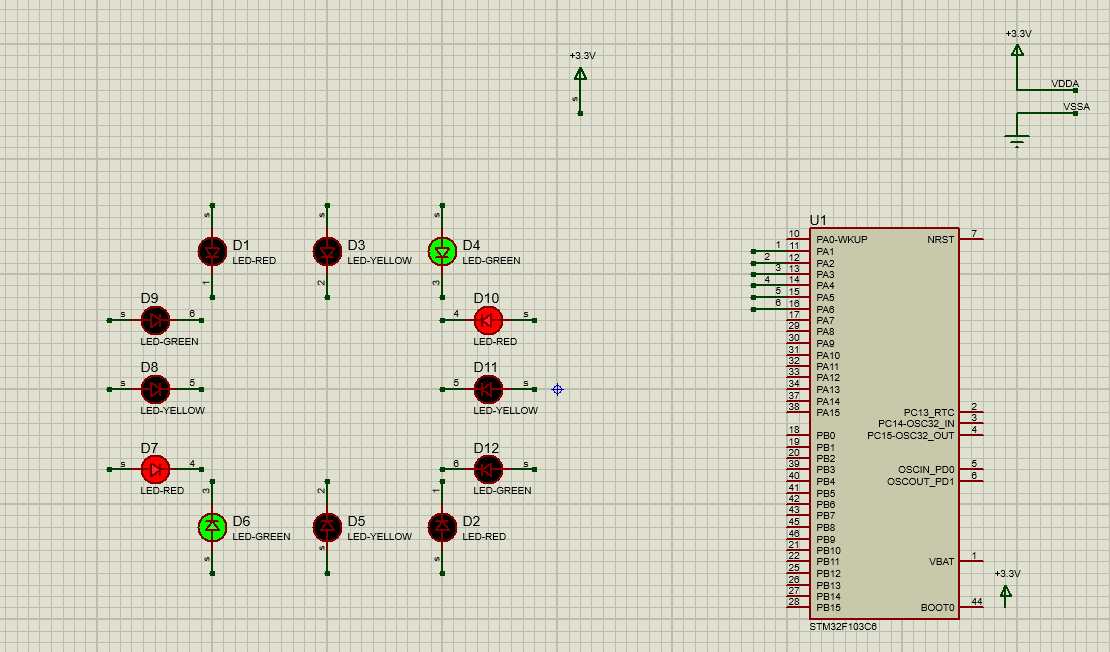 +3.3V
s
+3.3V
VDDA
VSSA
s
s
s
D1
LED-RED
D3
LED-YELLOW
D4
LED-GREEN
1
2
3
D9
s
6
LED-GREEN
D10
4
s
LED-RED
D8
s
5
LED-YELLOW
D11
5
s
LED-YELLOW
D7
s
4
LED-RED
D12
6
s
LED-GREEN
3
2
1
D6
LED-GREEN
D5
LED-YELLOW
D2
LED-RED
s
s
s
U1
10 PA0-WKUP NRST 7
1 11 PA1
2 12 PA2
3 13 PA3
4 14 PA4
5 15 PA5
6 16 PA6
17 PA7
29 PA8
30 PA9
31 PA10
32 PA11
33 PA12
34 PA13
37 PA14
38 PA15
PC13_RTC 2
PC14-OSC32_IN 3
18 PB0 PC15-OSC32_OUT 4
19 PB1
20 PB2
39 PB3 OSCIN_PD0 5
40 PB4 OSCOUT_PD1 6
41 PB5
42 PB6
43 PB7
45 PB8
46 PB9
21 PB10
22 PB11 VBAT 1
25 PB12
26 PB13
27 PB14
28 PB15 BOOT0 44
+3.3V
STM32F103C6